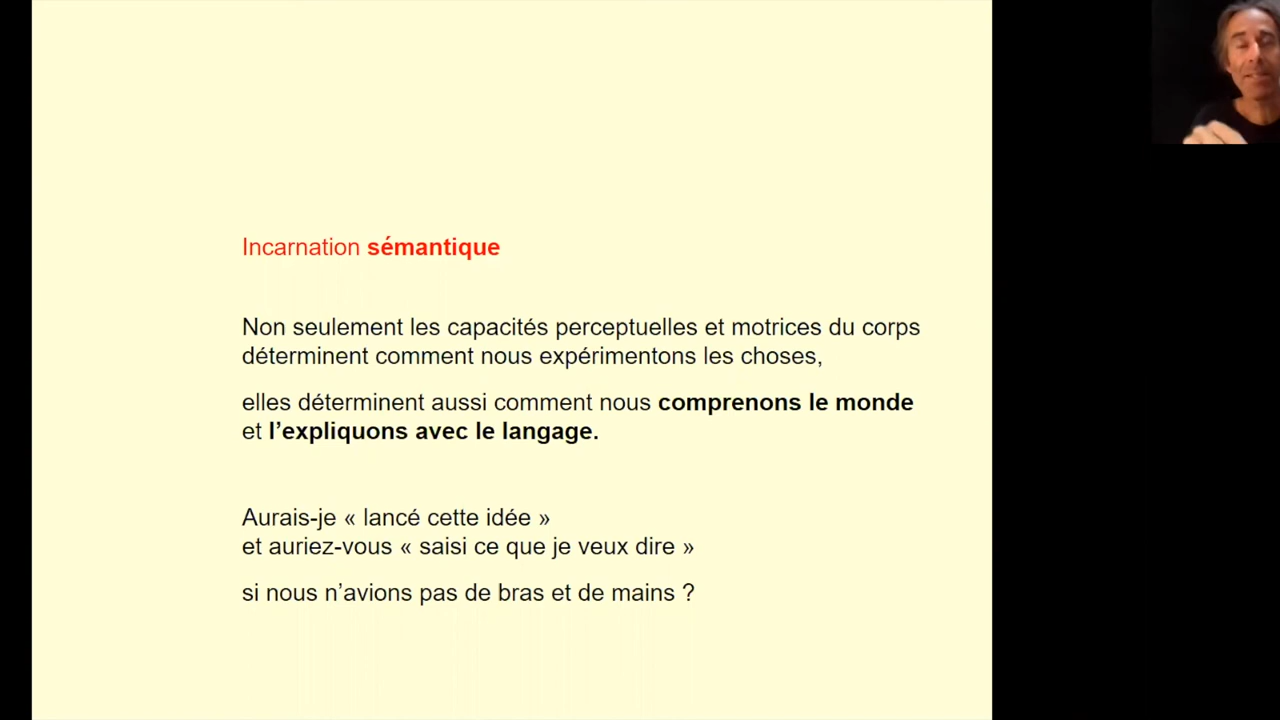 Incarnation sémantique
Non seulement les capacités perceptuelles et motrices du corps
déterminent comment nous expérimentons les choses,
elles déterminent aussi comment nous comprenons le monde
et l’expliquons avec le langage.
Aurais-je « lancé cette idée »
et auriez-vous « saisi ce que je veux dire »
si nous n’avions pas de bras et de mains ?